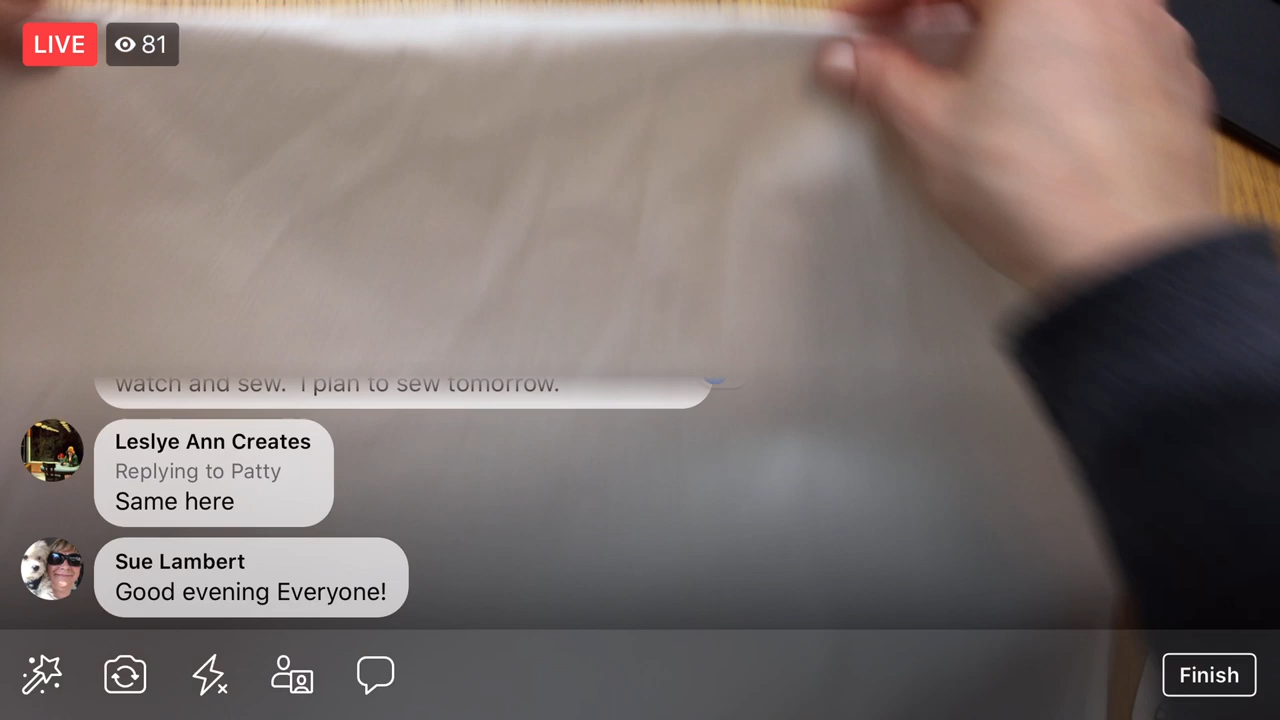 LIVE
81
watch and sew. I plan to sew tomorrow.
Leslye Ann Creates
Replying to Patty
Same here
Sue Lambert
Good evening Everyone!
Finish